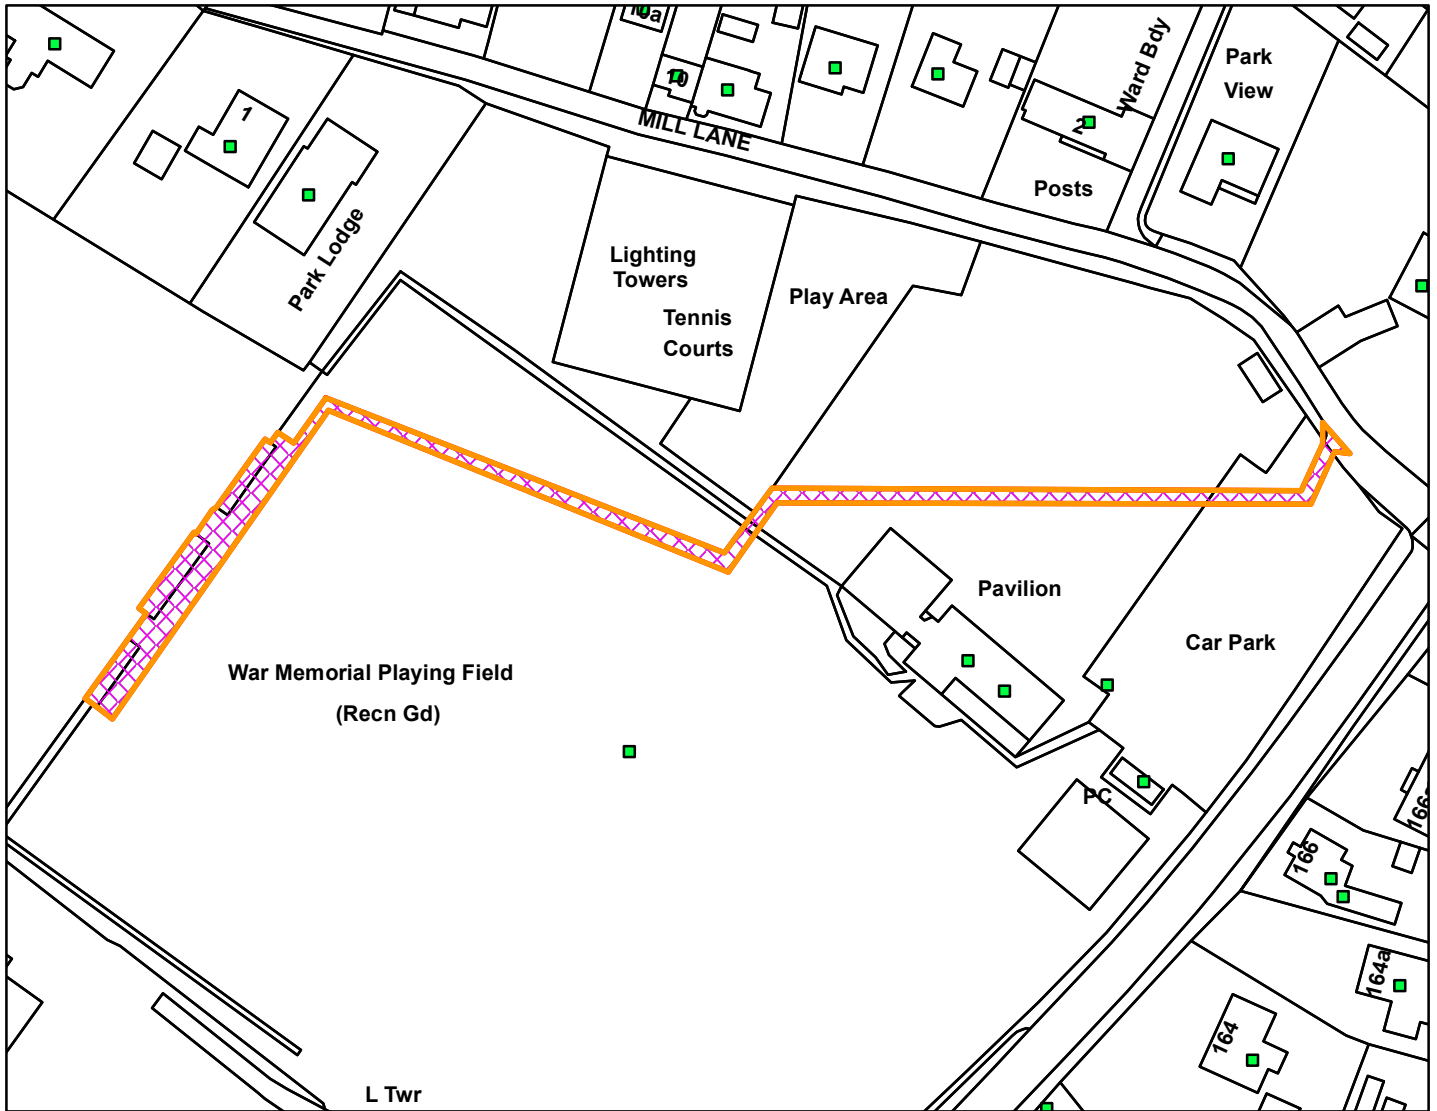 10
MILL LANE
Ward Bdy
2
Posts
Park
View
1
Park Lodge
Lighting
Towers
Tennis
Courts
Play Area
Pavilion
Car Park
War Memorial Playing Field
(Recn Gd)
PC
166
164a
164
L Twr